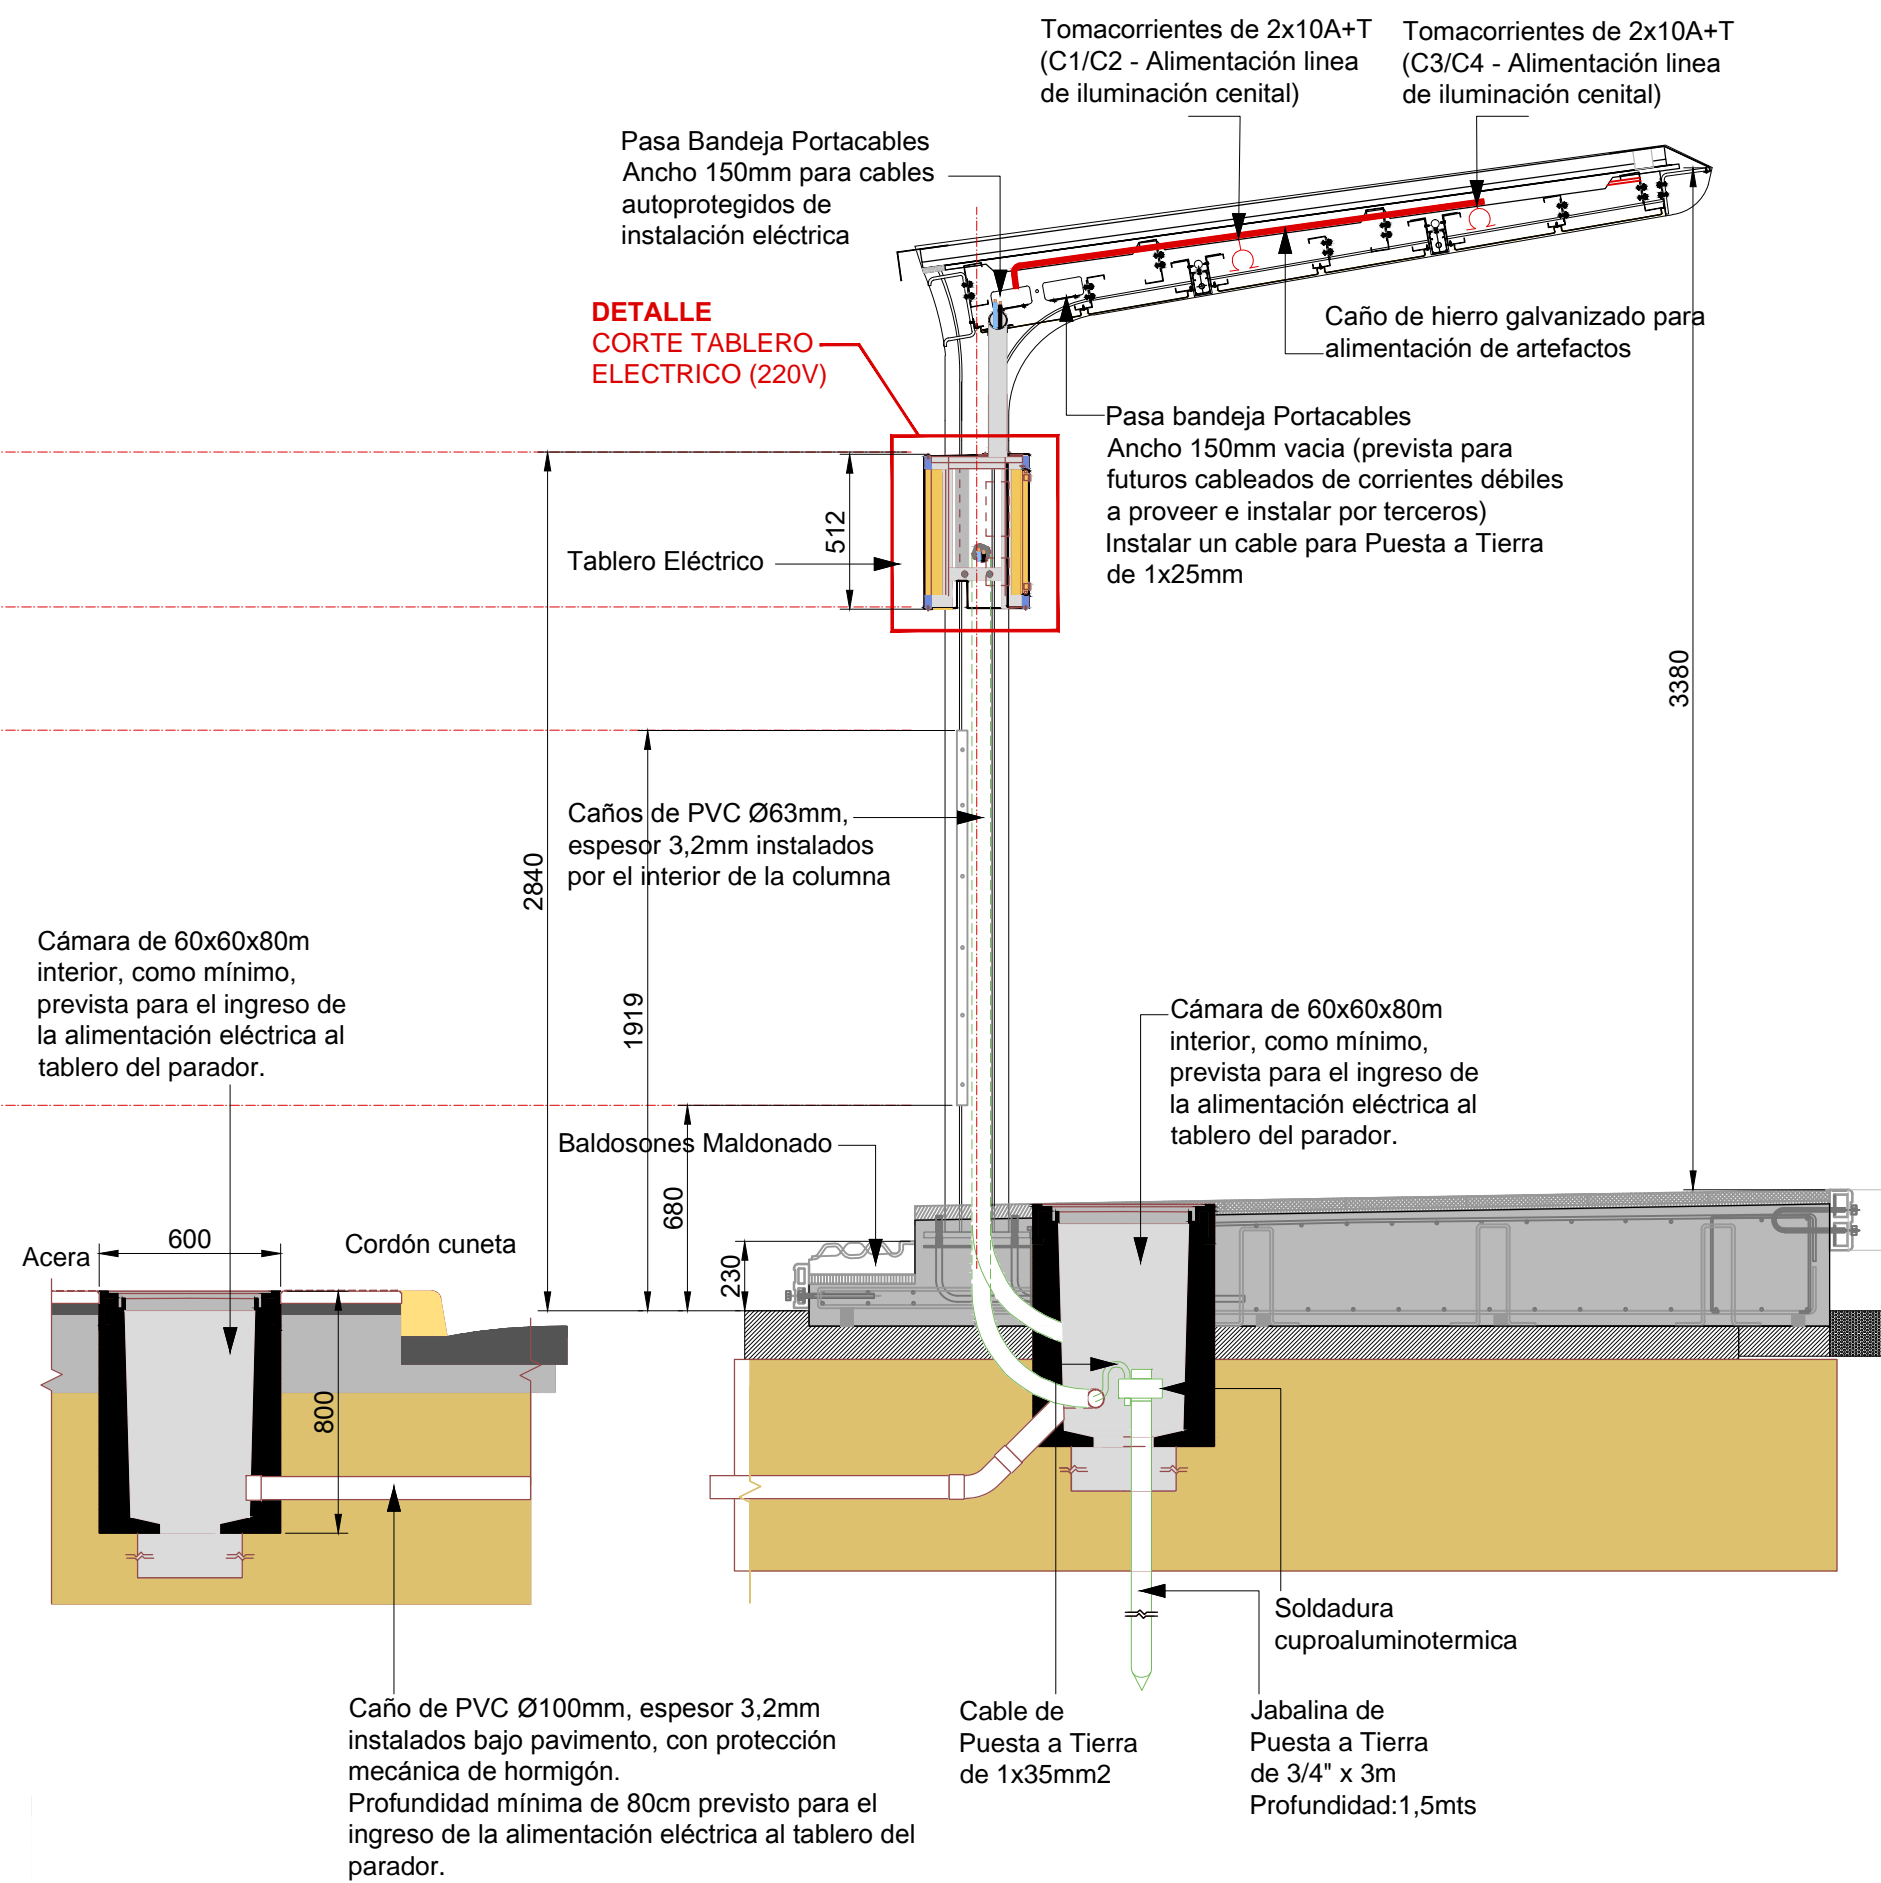 Tomacorrientes de 2x10A+T
(C1/C2 - Alimentación linea
de iluminación cenital)
Tomacorrientes de 2x10A+T
(C3/C4 - Alimentación linea
de iluminación cenital)
Pasa Bandeja Portacables
Ancho 150mm para cables
autoprotegidos de
instalación eléctrica
DETALLE
CORTE TABLERO
ELECTRICO (220V)
Caño de hierro galvanizado para
alimentación de artefactos
Pasa bandeja Portacables
Ancho 150mm vacia (prevista para
futuros cableados de corrientes débiles
a proveer e instalar por terceros)
Instalar un cable para Puesta a Tierra
de 1x25mm
512
Tablero Eléctrico
3380
Caños de PVC Ø63mm,
espesor 3,2mm instalados
por el interior de la columna
2840
1919
Cámara de 60x60x80m
interior, como mínimo,
prevista para el ingreso de
la alimentación eléctrica al
tablero del parador.
Cámara de 60x60x80m
interior, como mínimo,
prevista para el ingreso de
la alimentación eléctrica al
tablero del parador.
Baldosones Maldonado
680
230
Acera
600
Cordón cuneta
800
Soldadura
cuproaluminotermica
Caño de PVC Ø100mm, espesor 3,2mm
instalados bajo pavimento, con protección
mecánica de hormigón.
Profundidad mínima de 80cm previsto para el
ingreso de la alimentación eléctrica al tablero del
parador.
Cable de
Puesta a Tierra
de 1x35mm2
Jabalina de
Puesta a Tierra
de 3/4" x 3m
Profundidad:1,5mts